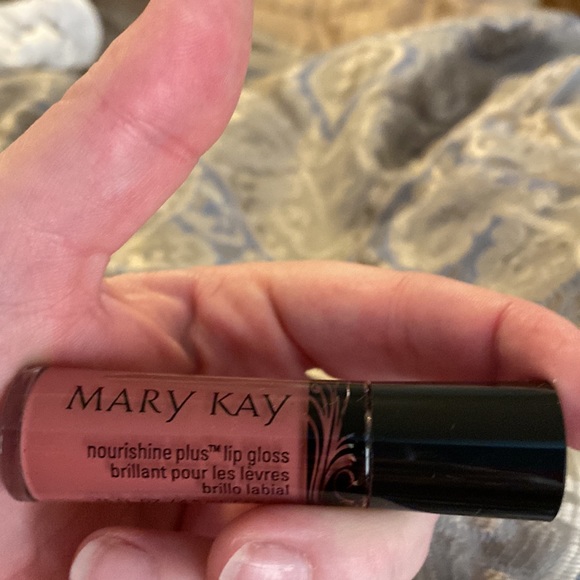 MARY KAY
nourishine plus™ lip gloss
brillant pour les lèvres
brillo labial